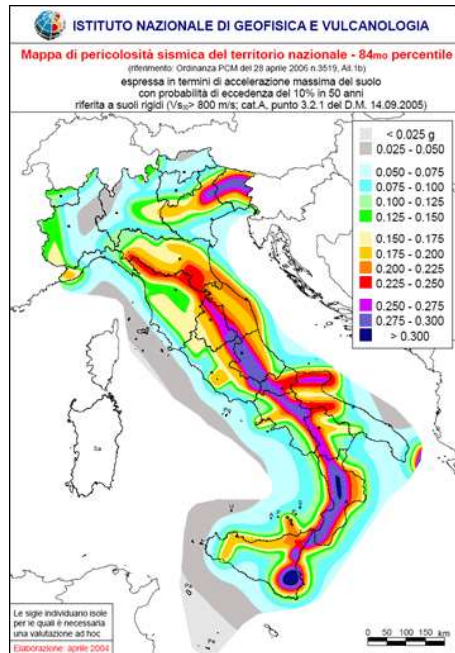 ISTITUTO NAZIONALE DI GEOFISICA E VULCANOLOGIA
Mappa di pericolosità sismica del territorio nazionale - 84mo percentile
(riferimento: Ordinanza PCM del 28 aprile 2006 n.3519, All.1b)
espressa in termini di accelerazione massima del suolo
con probabilità di eccedenza del 10% in 50 anni
riferita a suoli rigidi (Vs30> 800 m/s; cat.A, punto 3.2.1 del D.M. 14.09.2005)
< 0.025 g
0.025 - 0.050
0.050 - 0.075
0.075 - 0.100
0.100 - 0.125
0.125 - 0.150
0.150 - 0.175
0.175 - 0.200
0.200 - 0.225
0.225 - 0.250
0.250 - 0.275
0.275 - 0.300
> 0.300
Sa
U
Pe
Le sigle individuano isole
per le quali è necessaria
una valutazione ad hoc
Elaborazione: aprile 2004
0 50 100 150 km